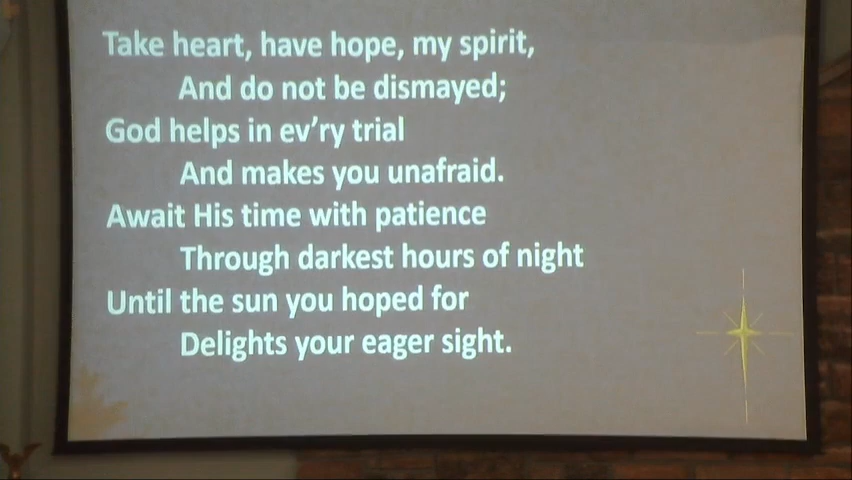 Take heart, have hope, my spirit,
And do not be dismayed;
God helps in ev’ry trial
And makes you unafraid.
Await His time with patience
Through darkest hours of night
Until the sun you hoped for
Delights your eager sight.